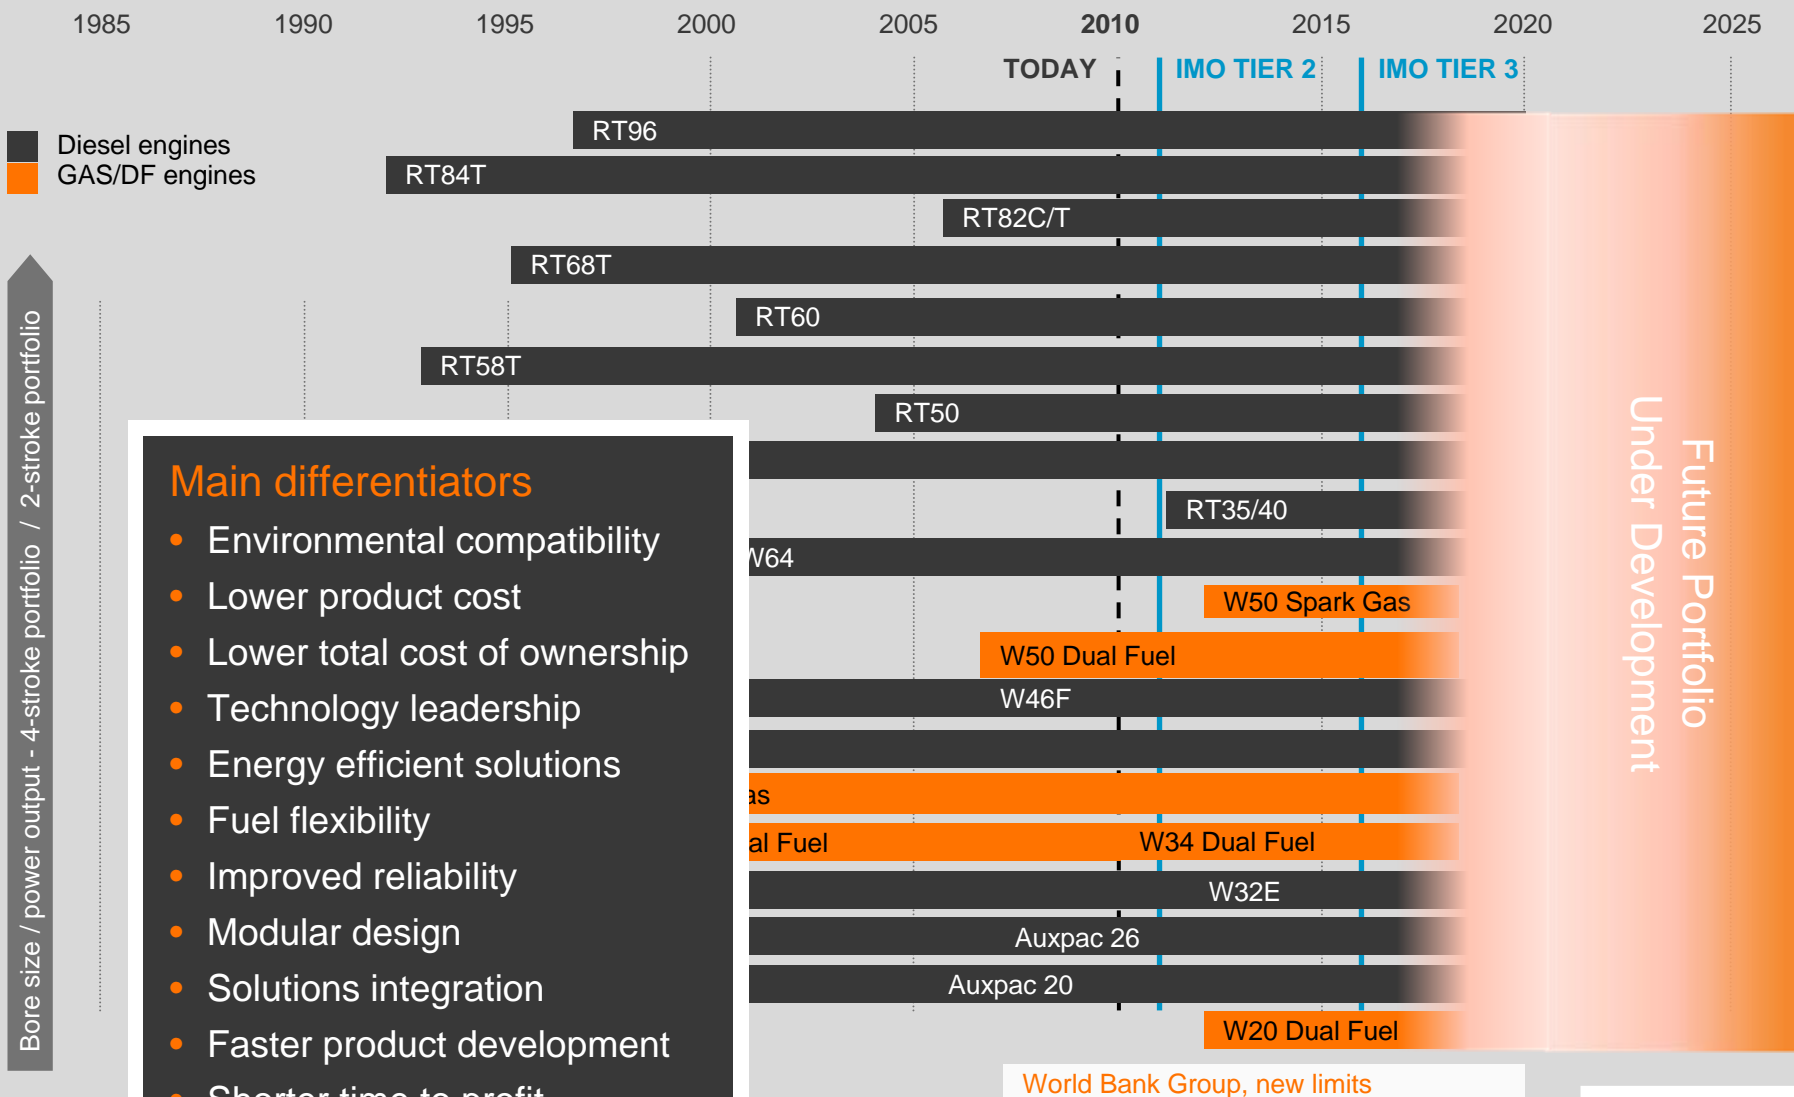 1985 1990 1995 2000 2005 2010 2015 2020 2025
TODAY IMO TIER 2 IMO TIER 3
Diesel engines
GAS/DF engines
RT96
RT84T
RT82C/T
RT68T
RT60
RT58T
RT50
RT35/40
W64
W50 Spark Gas
W50 Dual Fuel
W46F
as
al Fuel W34 Dual Fuel
W32E
Auxpac 26
Auxpac 20
W20 Dual Fuel
Bore size / power output - 4-stroke portfolio / 2-stroke portfolio
Main differentiators
• Environmental compatibility
• Lower product cost
• Lower total cost of ownership
• Technology leadership
• Energy efficient solutions
• Fuel flexibility
• Improved reliability
• Modular design
• Solutions integration
• Faster product development
• Shorter time to profit
Future Portfolio
Under Development
World Bank Group, new limits